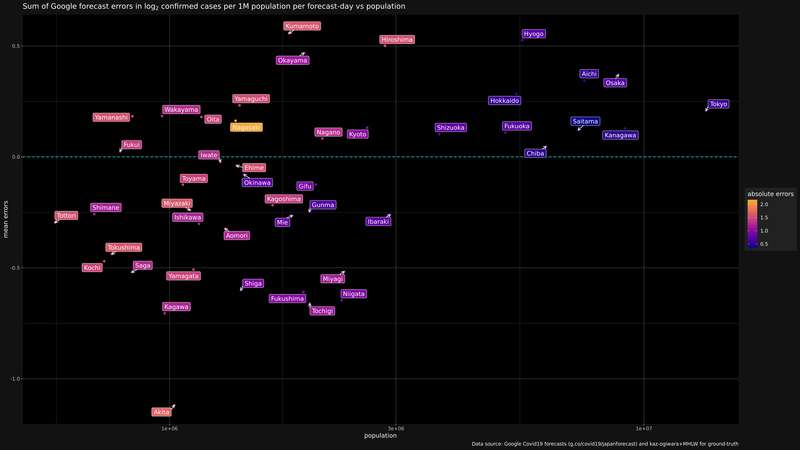 Sum of Google forecast errors in log2 confirmed cases per 1M population per forecast-day vs population
Kumamoto
Hyogo
Hiroshima
0.5
Okayama
Aichi
Osaka
Yamaguchi
Hokkaido
Tokyo
Wakayama
Yamanashi
Oita
Saitama
Nagasaki
Shizuoka
Fukuoka
Nagano
Kyoto
Kanagawa
Fukui
0.0
Iwate
Chiba
Ehime
Toyama
Okinawa
Gifu
absolute errors
2.0
1.5
1.0
0.5
Kagoshima
Miyazaki
Gunma
Shimane
Tottori
Ishikawa
Mie
Ibaraki
mean errors
Aomori
Tokushima
Kochi
Saga
-0.5
Yamagata
Miyagi
Shiga
Fukushima
Niigata
Kagawa
Tochigi
-1.0
Akita
1e+06
3e+06
1e+07
population
Data source: Google Covid19 forecasts (g.co/covid19/japanforecast) and kaz-ogiwara+MHLW for ground-truth